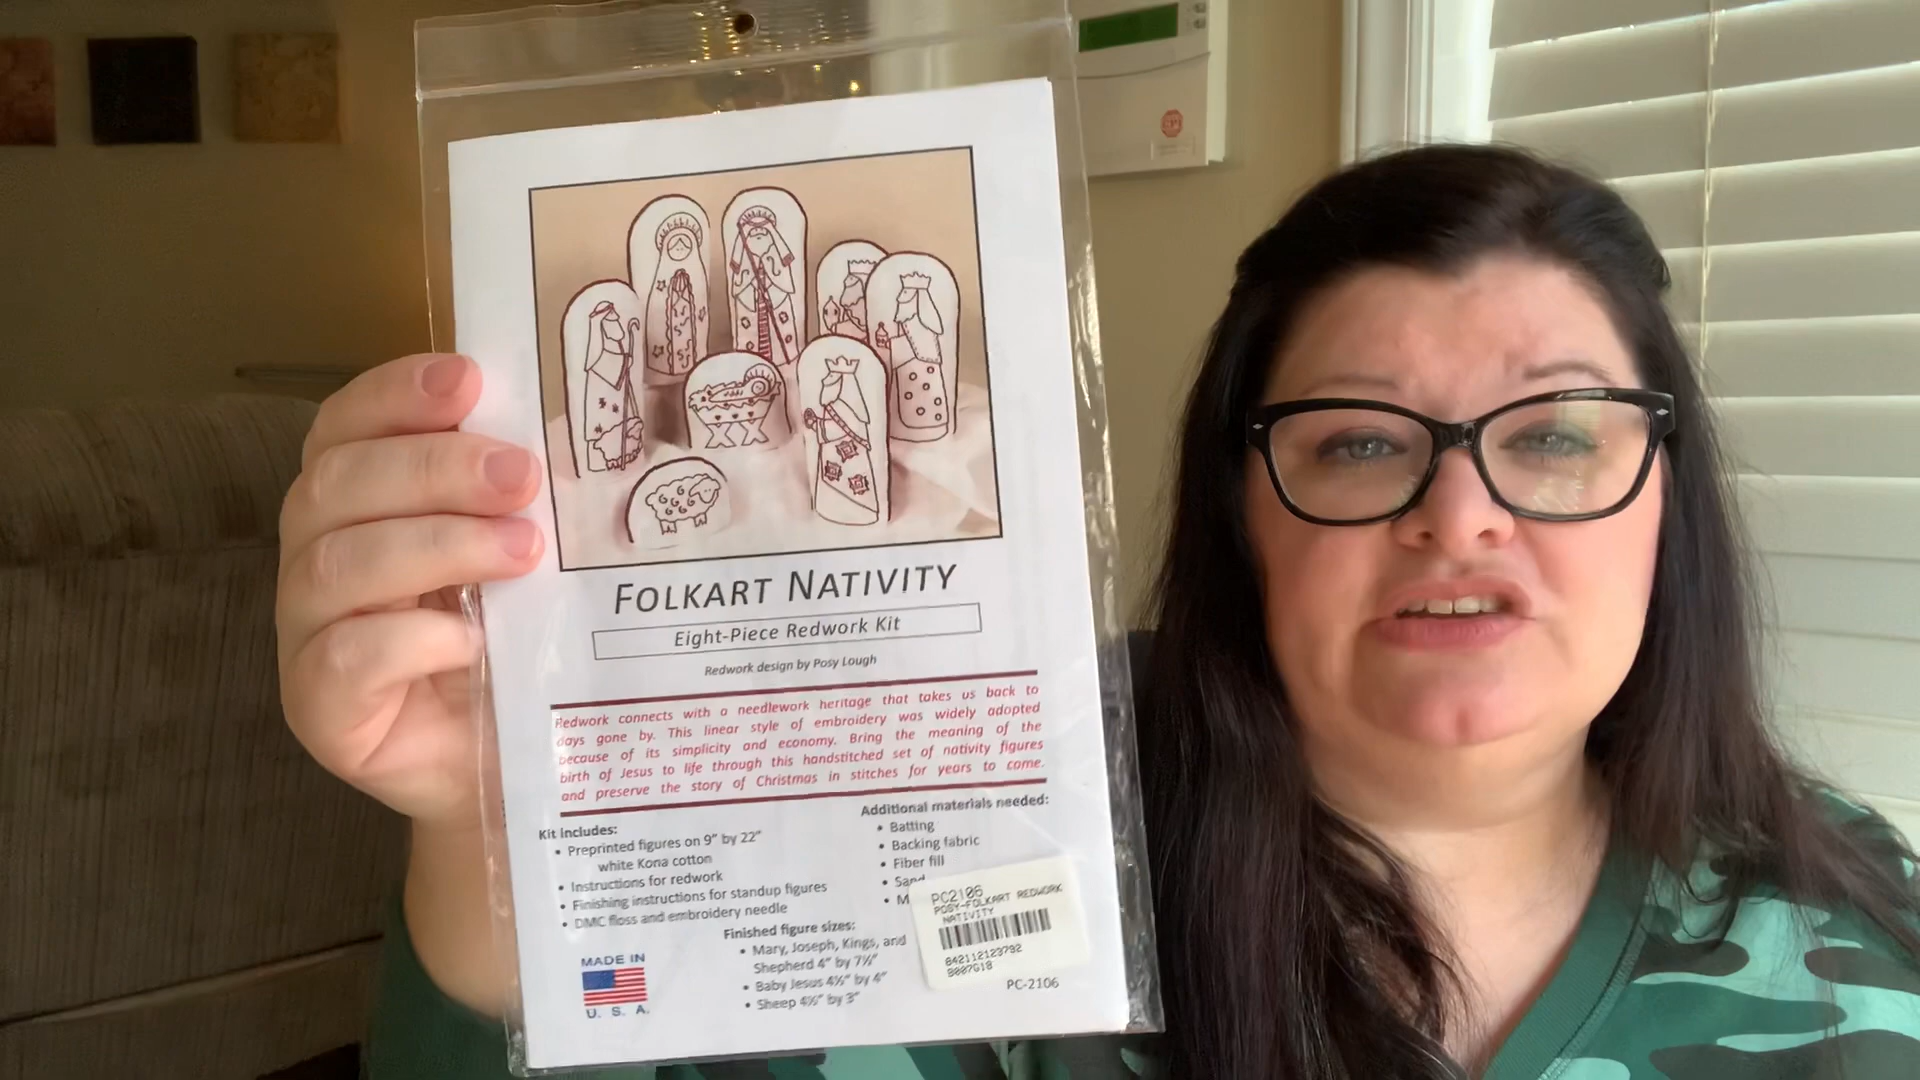 FOLKART NATIVITY
Eight-Piece Redwork Kit
Redwork design by Posy Lough
Redwork connects with a needlework heritage that takes us back to
days gone by. This linear style of embroidery was widely adopted
because of its simplicity and economy. Bring the meaning of the
birth of Jesus to life through this handstitched set of nativity figures
and preserve the story of Christmas in stitches for years to come.
Kit includes:
• Preprinted figures on 9" by 22"
white Kona cotton
• Instructions for redwork
• Finishing instructions for standup figures
• DMC floss and embroidery needle
Additional materials needed:
• Batting
• Backing fabric
• Fiber fill
• Sand
• M
PC2106
POSY-FOLKART REDWORK
NATIVITY
842112123792
Finished figure sizes:
• Mary, Joseph, Kings, and
Shepherd 4" by 7½"
• Baby Jesus 4½" by 4"
• Sheep 4½" by 3"
MADE IN
U. S. A.
PC-2106